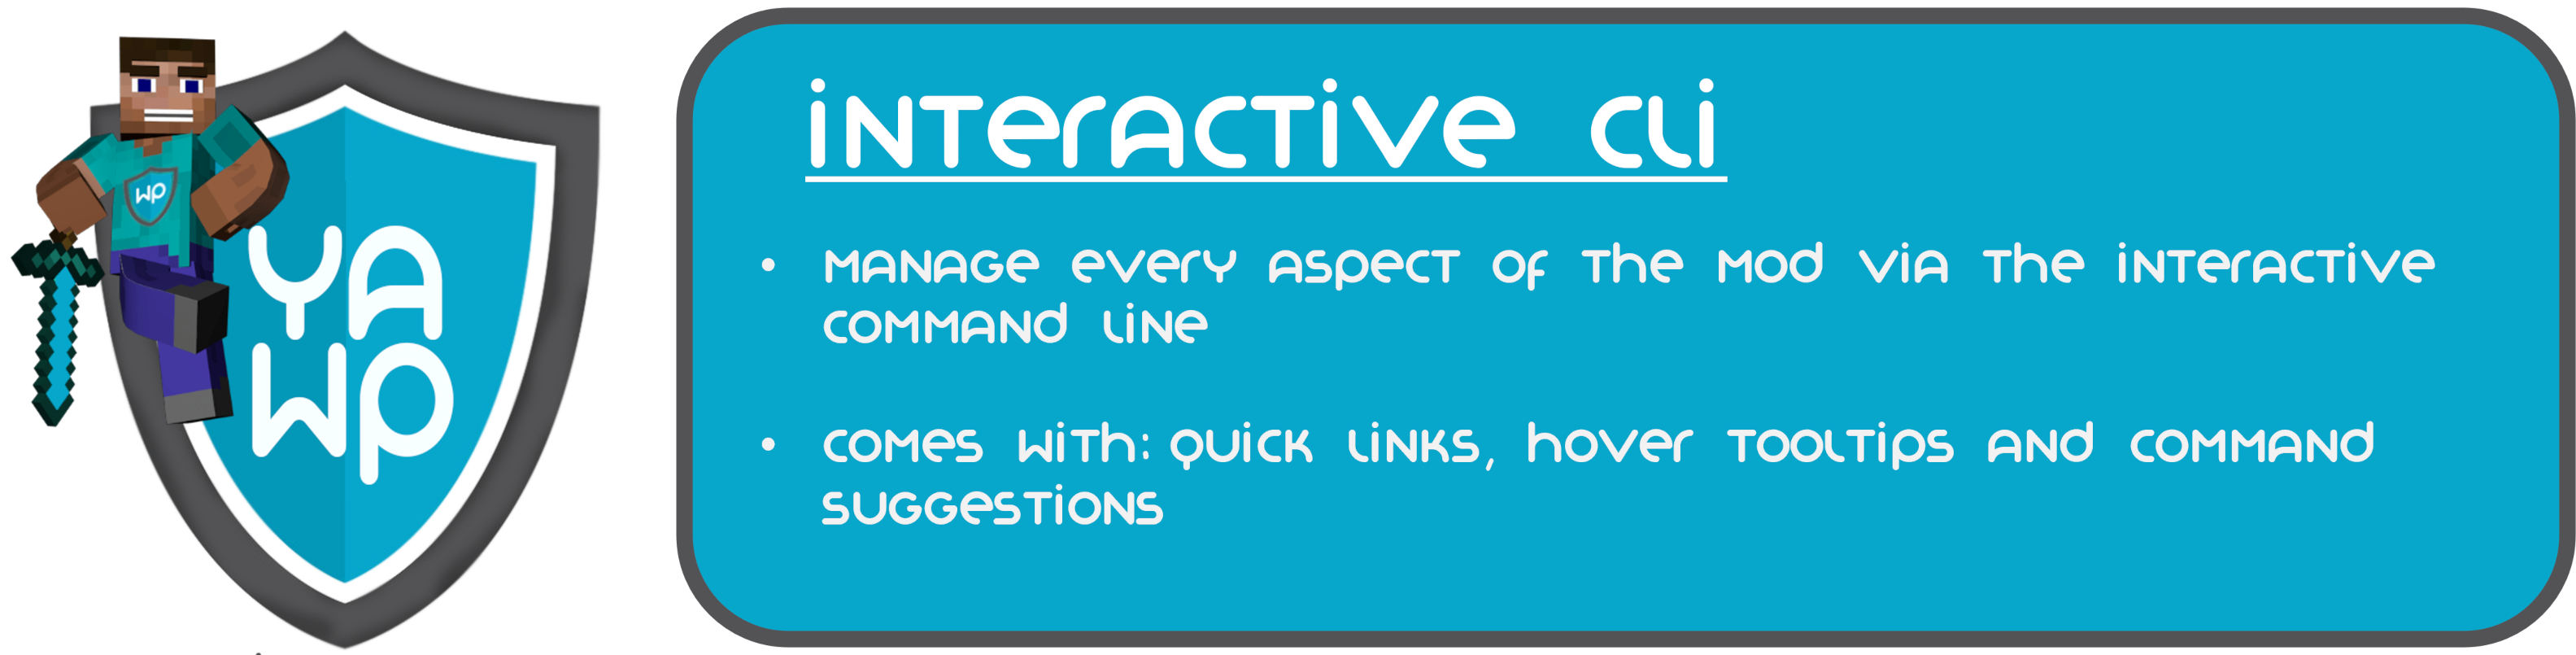 WP
YA
WP
interactive cli
• manage every aspect of the mod via the interactive
command line
• comes with: quick links, hover tooltips and command
suggestions